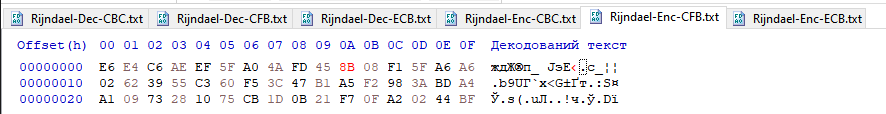 Rijndael-Dec-CBC.txt Rijndael-Dec-CFB.txt Rijndael-Dec-ECB.txt Rijndael-Enc-CBC.txt Rijndael-Enc-CFB.txt Rijndael-Enc-ECB.txt
Offset(h) 00 01 02 03 04 05 06 07 08 09 0A 0B 0C 0D 0E 0F Декодований текст
00000000 E6 E4 C6 AE EF 5F A0 4A FD 45 8B 08 F1 5F A6 A6 ждЖ®п_ JэЕ‹.с_¦¦
00000010 02 62 39 55 C3 60 F5 3C 47 B1 A5 F2 98 3A BD A4 .b9UГ`х<G±Ґт.:Ѕ¤
00000020 A1 09 73 28 10 75 CB 1D 0B 21 F7 0F A2 02 44 BF Ў.s(.uЛ..!ч.ў.Dї